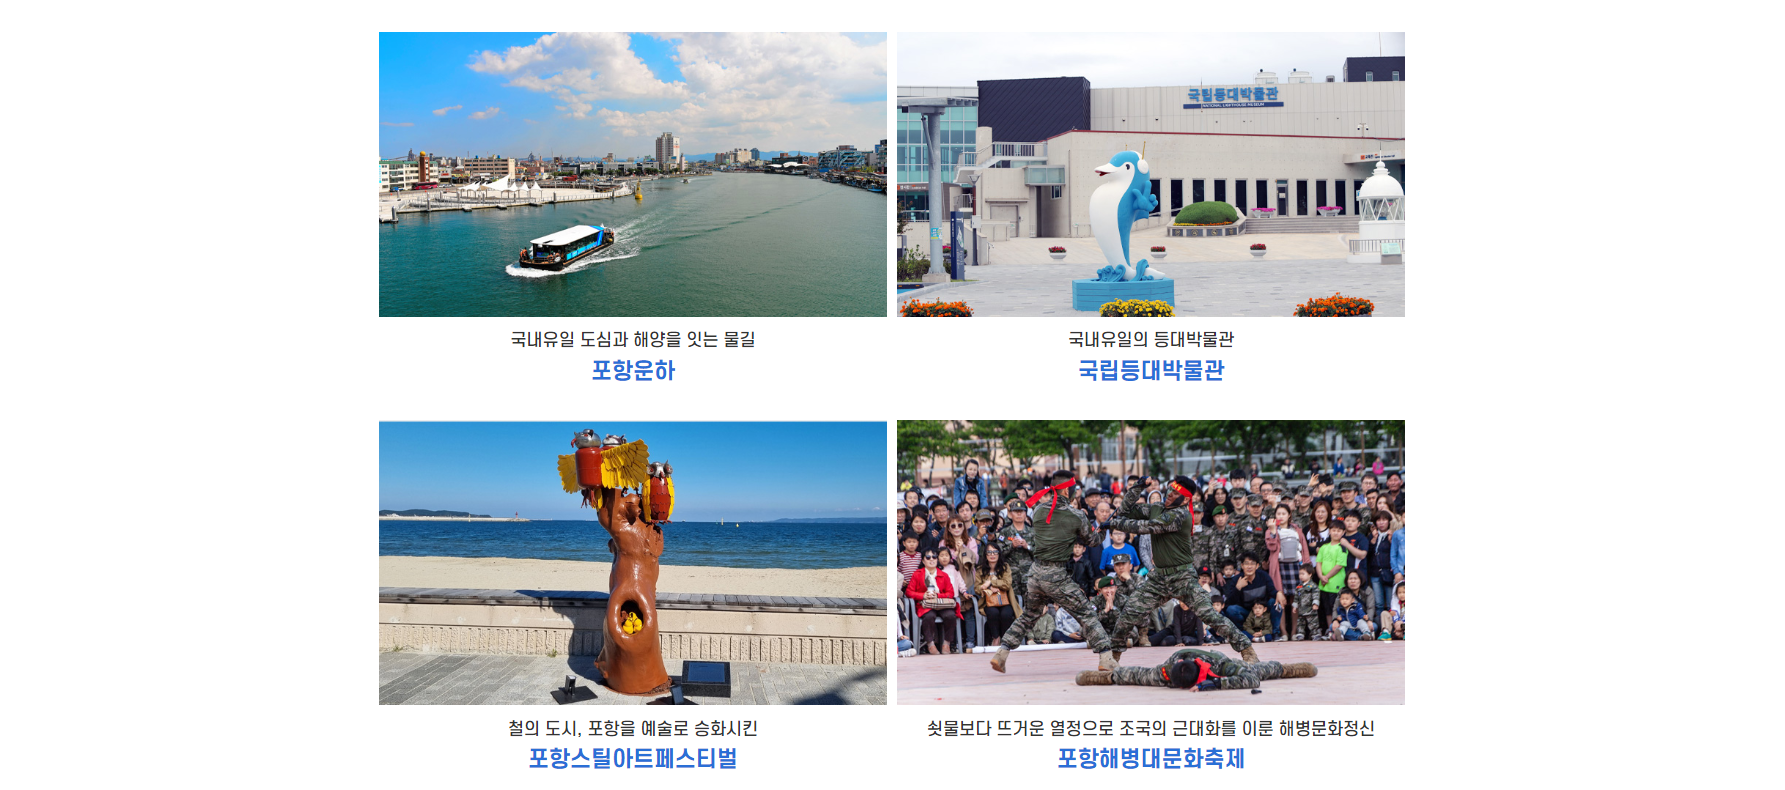 국립등대박물관
NATIONAL LIGHTHOUSE MUSEUM
국내유일 도심과 해양을 잇는 물길
포항운하
국내유일의 등대박물관
국립등대박물관
철의 도시, 포항을 예술로 승화시킨
포항스틸아트페스티벌
쇳물보다 뜨거운 열정으로 조국의 근대화를 이룬 해병문화정신
포항해병대문화축제